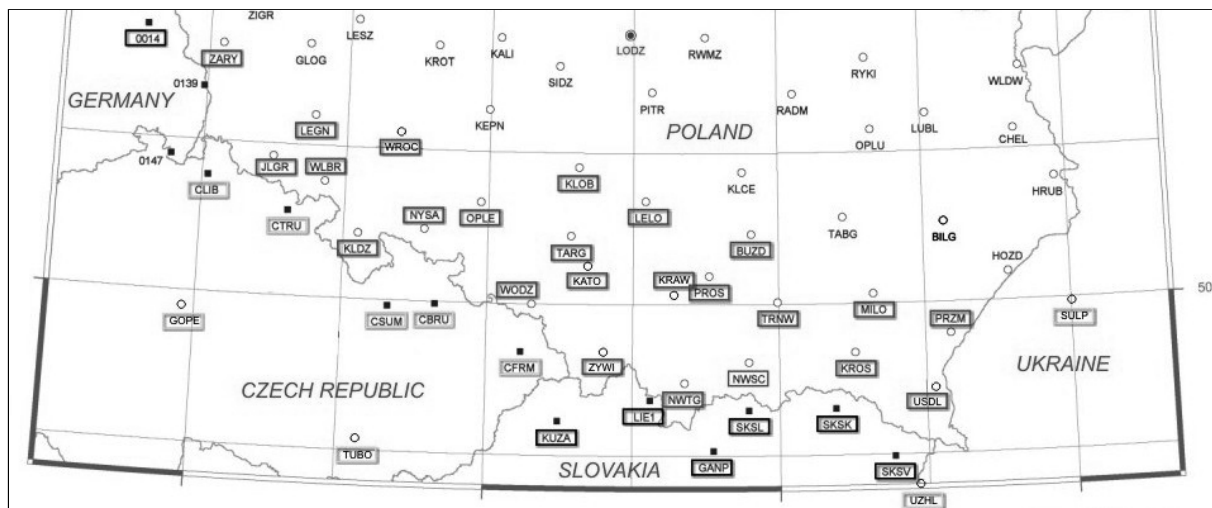 ZIGR
LESZ
0014
ZARY
GLOG
KROT
KALI
LODZ
RWMZ
SIDZ
RYKI
WLDW
0139
GERMANY
PITR
RADM
KEPN
LUBL
LEGN
WROC
POLAND
OPLU
CHEL
0147
JLGR
WLBR
CLIB
KLOB
KLCE
HRUB
CTRU
NYSA
OPLE
LELO
TABG
BILG
KLDZ
TARG
BUZD
HOZD
KATO
KRAW
PROS
WODZ
50
GOPE
CSUM
CBRU
TRNW
MILO
PRZM
SULP
CZECH REPUBLIC
CFRM
ZYWI
NWSC
KROS
UKRAINE
NWTG
USDL
LIE1
KUZA
SKSL
SKSK
TUBO
SLOVAKIA
GANP
SKSV
UZHL